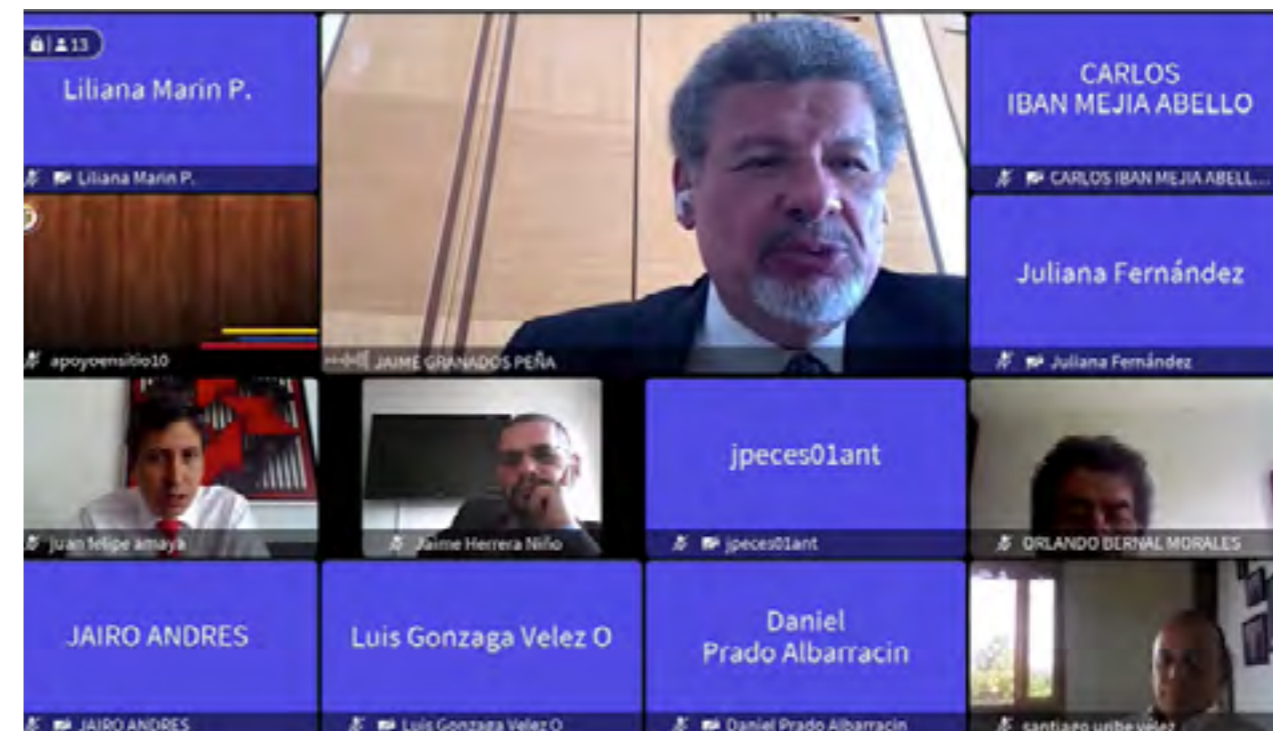 13
Liliana Marin P.
Liliana Marin P.
CARLOS
IBAN MEJIA ABELLO
CARLOS IBAN MEJIA ABELL...
apoyoensitio10
JAIME GRANADOS PEÑA
Juliana Fernández
Juliana Fernández
juan felipe amaya
Jaime Herrera Niño
jpeces01ant
jpeces01ant
ORLANDO BERNAL MORALES
JAIRO ANDRES
JAIRO ANDRES
Luis Gonzaga Velez O
Luis Gonzaga Velez O
Daniel
Prado Albarracin
Daniel Prado Albarracin
santiago uribe velez